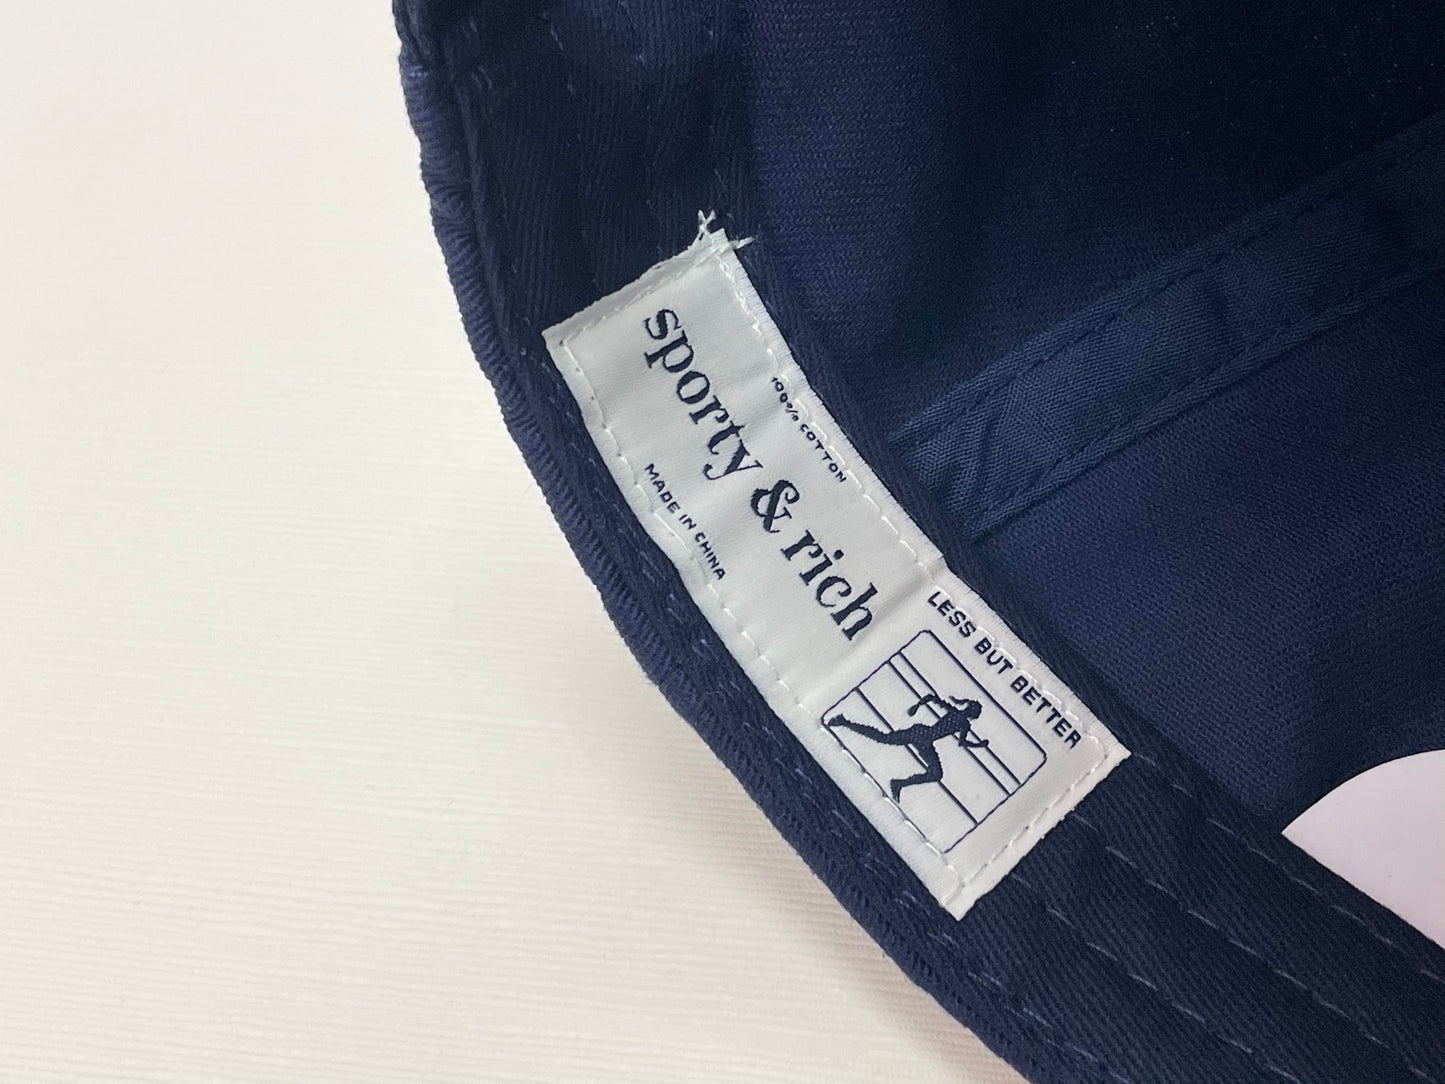 100% COTTON
sporty & rich
MADE IN CHINA
LESS BUT BETTER